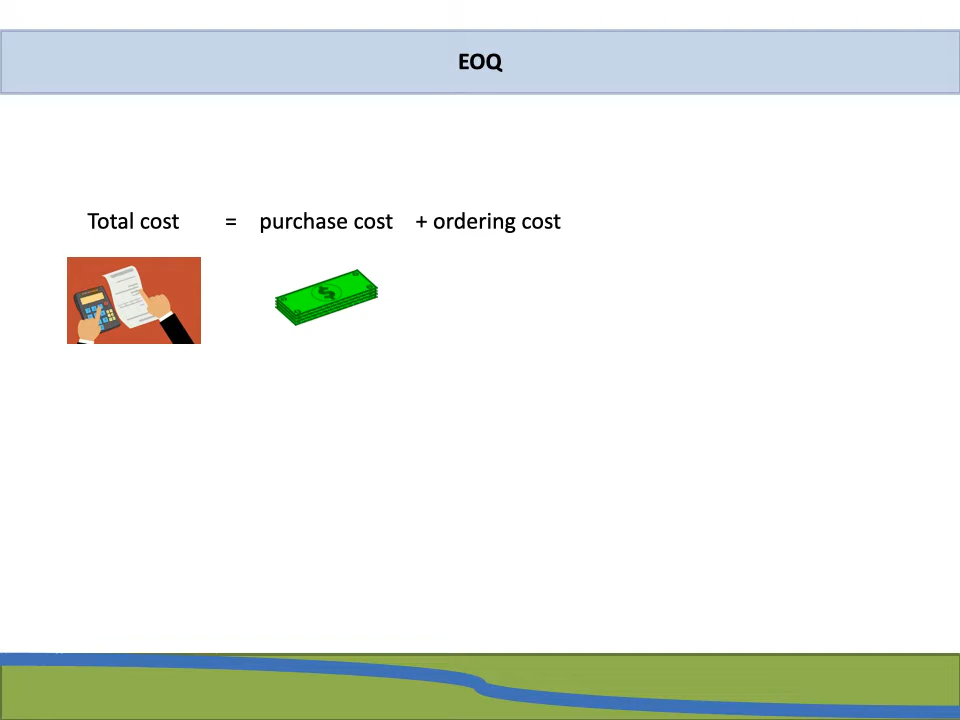 EOQ
Total cost = purchase cost + ordering cost